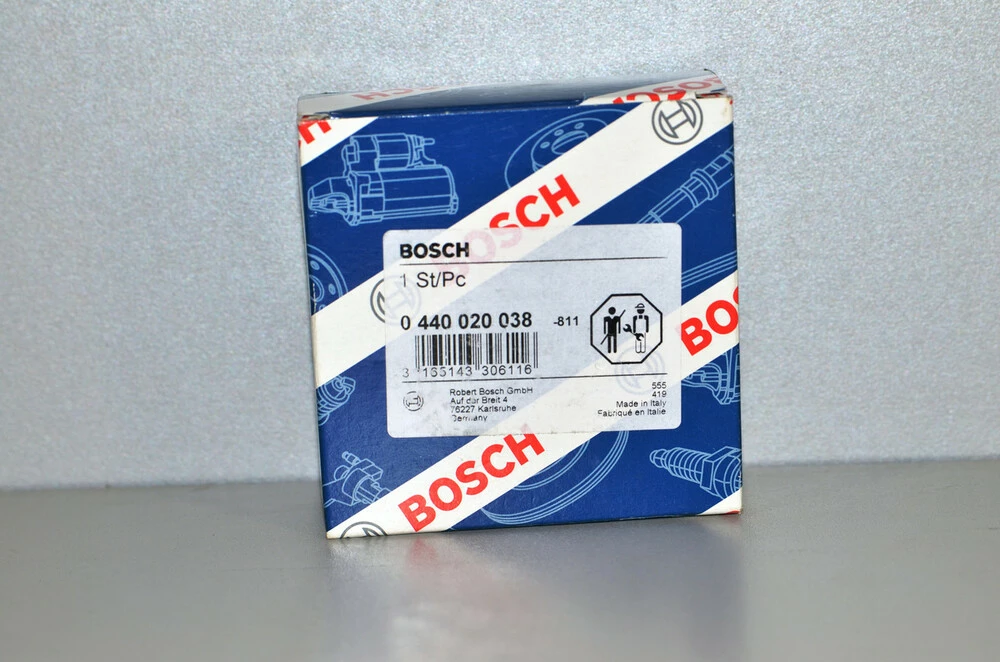 BOSCH
BOSCH
1 St/Pc
0 440 020 038 -811
3 165143 306116
Robert Bosch GmbH
Auf der Breit 4
76227 Karlsruhe
Germany
555
419
Made in Italy
Fabriqué en Italie
BOS
BOSCH